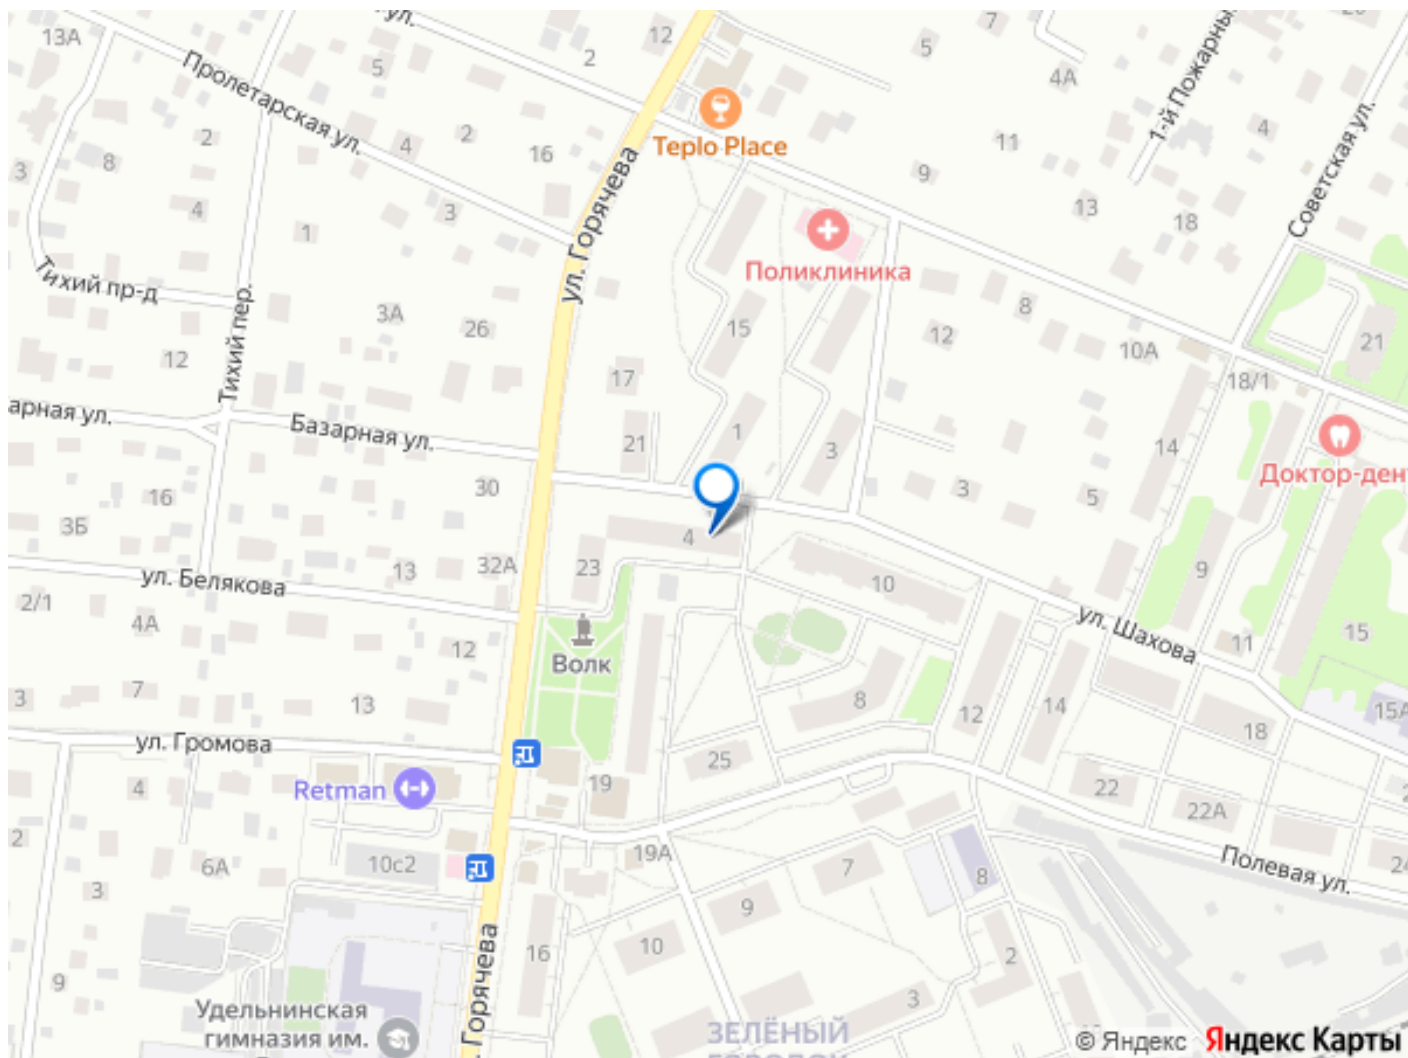 ул.
12
7
5
13А
2
5
4А
1-й Пожарный
Пролетарская ул.
Teplo Place
2
2
4
16
11
4
Советская ул.
3
8
9
4
3
13
18
1
ул. Горячева
Поликлиника
Тихий пр-д
3А
26
15
12
8
12
Тихий пер.
17
10А
18/1
21
арная ул.
Базарная ул.
21
1
3
14
Доктор-дент
16
30
3
5
3Б
4
23
32А
13
10
9
ул. Белякова
2/1
4А
12
Волк
ул. Шахова
11
15
3
7
13
8
12
14
18
15А
ул. Громова
25
4
Retman
19
22
22А
2
10с2
19А
7
8
Полевая ул.
24
6А
3
9
16
10
2
9
Горячева
3
Удельнинская
гимназия им.
ЗЕЛЁНЫЙ
ГОРОДОК
© Яндекс Яндекс Карты